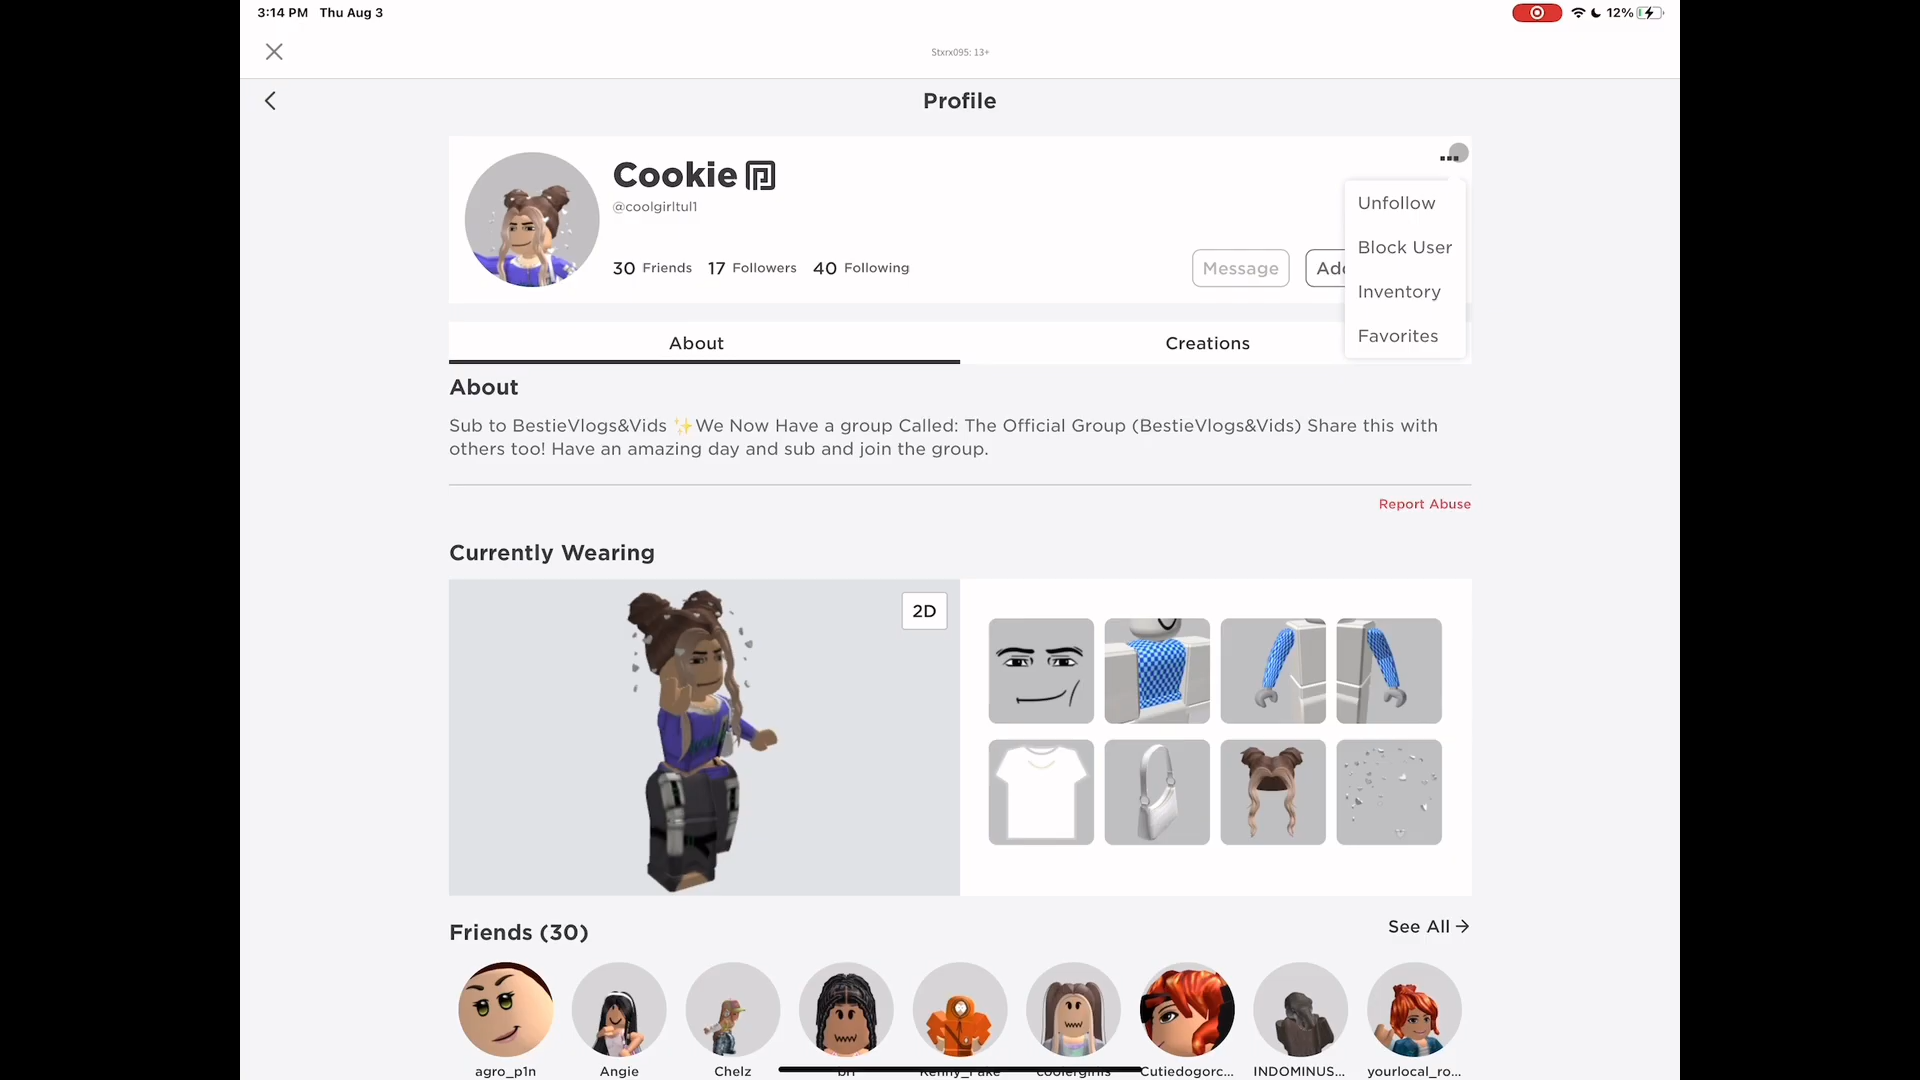 3:14 PM Thu Aug 3
12%
Stxrx095: 13+
Profile
Cookie
@coolgirltul1
30 Friends 17 Followers 40 Following
Message
Unfollow
Block User
Inventory
Favorites
About
Creations
About
Sub to BestieVlogs&Vids ✨We Now Have a group Called: The Official Group (BestieVlogs&Vids) Share this with
others too! Have an amazing day and sub and join the group.
Report Abuse
Currently Wearing
2D
Friends (30)
See All →
agro_p1n Angie Chelz Cutiedogorc... INDOMINUS... yourlocal_ro...